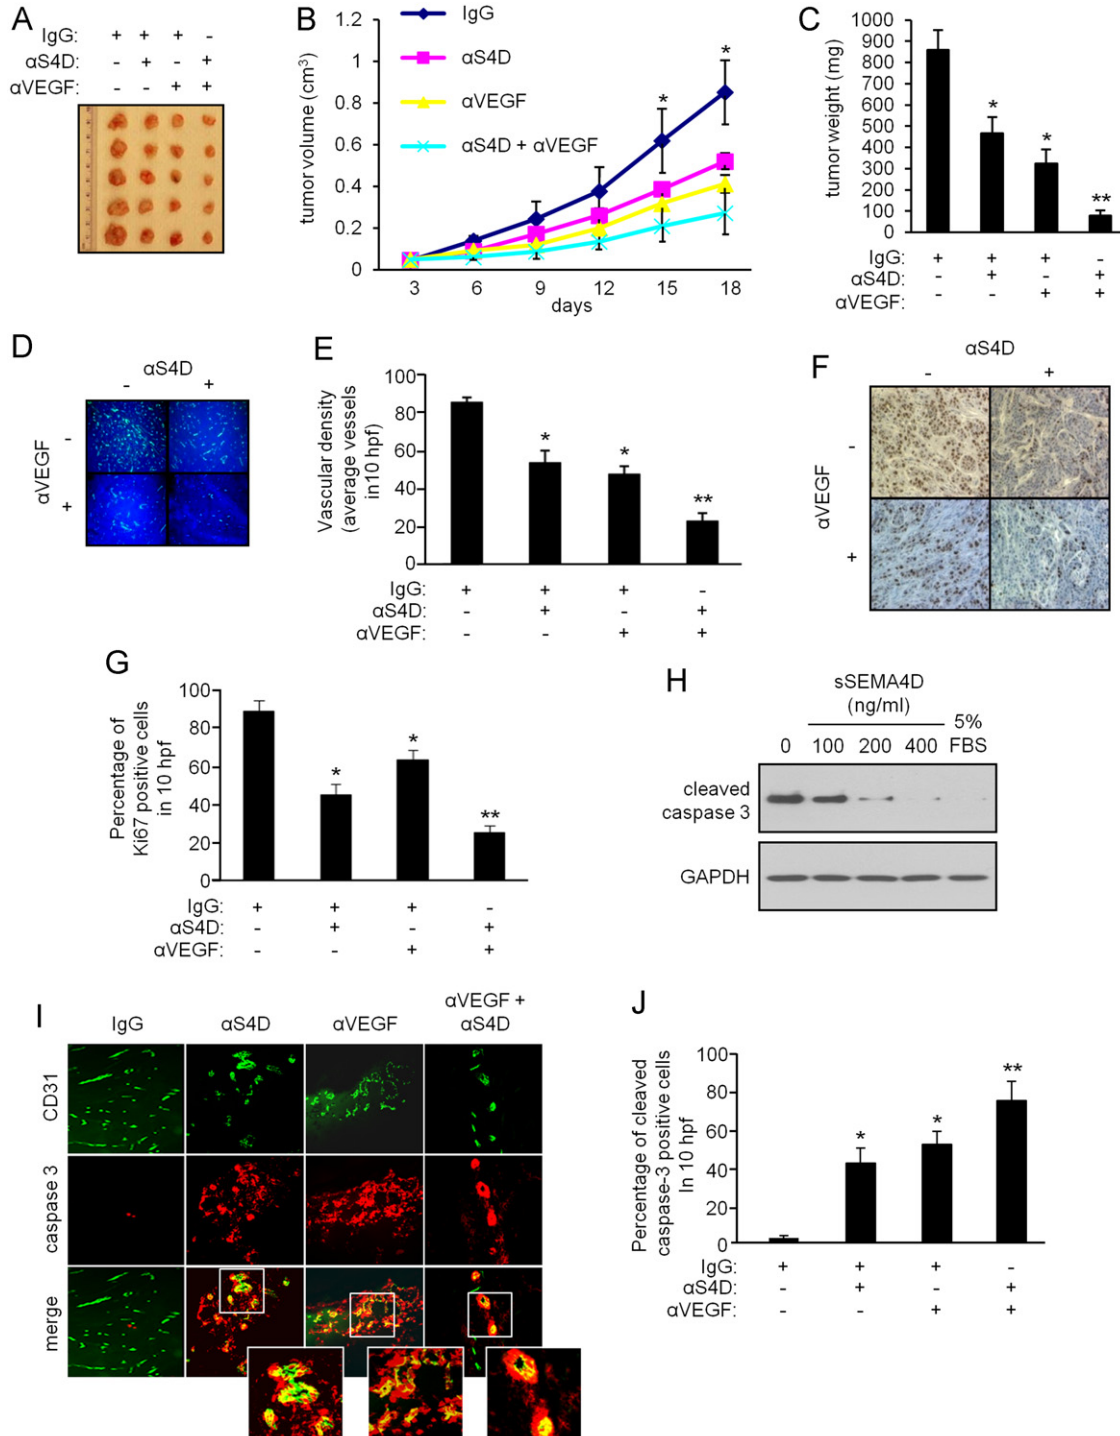 A
IgG: + + + -
αS4D: - + - +
αVEGF: - - + +
B
1.2
1
0.8
0.6
0.4
0.2
0
tumor volume (cm³)
IgG
αS4D
αVEGF
αS4D + αVEGF
* *
3 6 9 12 15 18
days
C
1000
900
800
700
600
500
400
300
200
100
0
tumor weight (mg)
* * **
IgG: + + + -
αS4D: - + - +
αVEGF: - - + +
D
αS4D
- +
αVEGF
-
+
E
100
80
60
40
20
0
Vascular density
(average vessels
in10 hpf)
* * **
IgG: + + + -
αS4D: - + - +
αVEGF: - - + +
F
αS4D
- +
αVEGF
-
+
G
100
80
60
40
20
0
Percentage of
Ki67 positive cells
in 10 hpf
* * **
IgG: + + + -
αS4D: - + - +
αVEGF: - - + +
H
sSEMA4D
(ng/ml)
5%
0 100 200 400 FBS
cleaved
caspase 3
GAPDH
I
αVEGF +
IgG αS4D αVEGF αS4D
CD31
caspase 3
merge
J
100
80
60
40
20
0
Percentage of cleaved
caspase-3 positive cells
In 10 hpf
* * **
IgG: + + + -
αS4D: - + - +
αVEGF: - - + +